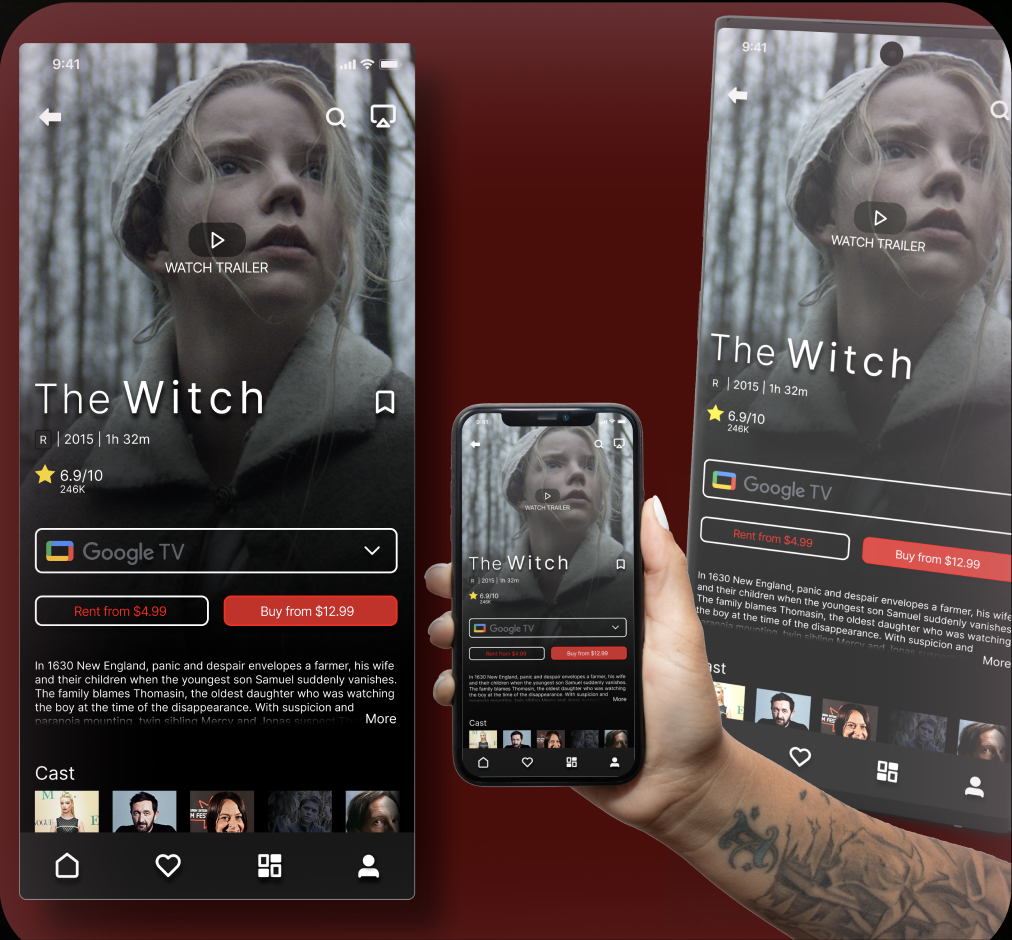 9:41
WATCH TRAILER
The Witch
R | 2015 | 1h 32m
6.9/10
246K
Google TV
Rent from $4.99
Buy from $12.99
In 1630 New England, panic and despair envelopes a farmer, his wife
and their children when the youngest son Samuel suddenly vanishes.
The family blames Thomasin, the oldest daughter who was watching
the boy at the time of the disappearance. With suspicion and
paranoia mounting, twin sibling Mercy and Jonas suspect
More
Cast
9:41
WATCH TRAILER
The Witch
R | 2015 | 1h 32m
6.9/10
246K
Google TV
Rent from $4.99
Buy from $12.99
In 1630 New England, panic and despair envelopes a farmer, his wife
and their children when the youngest son Samuel suddenly vanishes.
The family blames Thomasin, the oldest daughter who was watching
the boy at the time of the disappearance. With suspicion and
More
Cast
9:41
WATCH TRAILER
The Witch
R | 2015 | 1h 32m
6.9/10
246K
Google TV
Rent from $4.99
Buy from $12.99
In 1630 New England, panic and despair envelopes a farmer, his wife
and their children when the youngest son Samuel suddenly vanishes
The family blames Thomasin, the oldest daughter who was watching
the boy at the time of the disappearance. With suspicion and
paranoia mounting, twin sibling Mercy and Jonas
More
ast